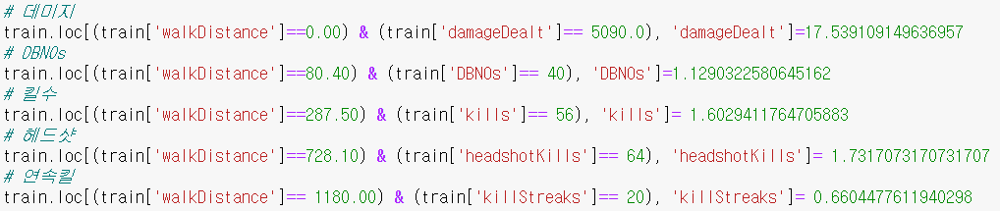 # 데미지
train.loc[(train['walkDistance']==0.00) & (train['damageDealt']== 5090.0), 'damageDealt']=17.539109149636957
# DBNOs
train.loc[(train['walkDistance']==80.40) & (train['DBNOs']== 40), 'DBNOs']=1.1290322580645162
# 킬수
train.loc[(train['walkDistance']==287.50) & (train['kills']== 56), 'kills']= 1.6029411764705883
# 헤드샷
train.loc[(train['walkDistance']==728.10) & (train['headshotKills']== 64), 'headshotKills']= 1.7317073170731707
# 연속킬
train.loc[(train['walkDistance']== 1180.00) & (train['killStreaks']== 20), 'killStreaks']= 0.6604477611940298